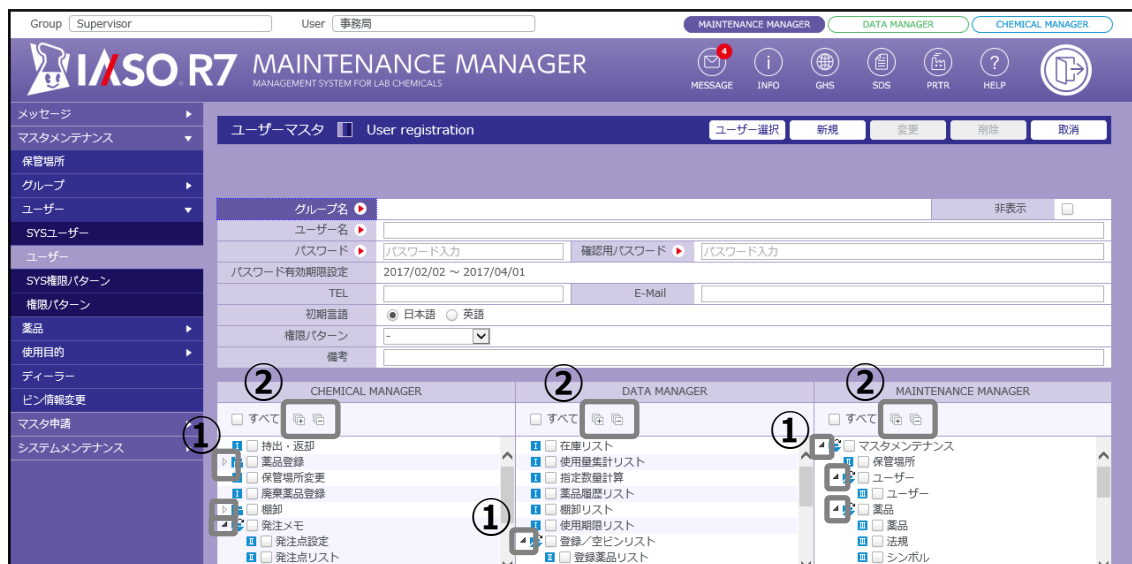 Group Supervisor User 事務局 MAINTENANCE MANAGER DATA MANAGER CHEMICAL MANAGER
IASO R7 MAINTENANCE MANAGER
MANAGEMENT SYSTEM FOR LAB CHEMICALS
4
MESSAGE INFO GHS SDS PRTR HELP
メッセージ
マスタメンテナンス
保管場所
グループ
ユーザー
SYSユーザー
ユーザー
SYS権限パターン
権限パターン
薬品
使用目的
ディーラー
ビン情報変更
マスタ申請
システムメンテナンス
ユーザーマスタ User registration ユーザー選択 新規 変更 削除 取消
グループ名 非表示
ユーザー名
パスワード パスワード入力 確認用パスワード パスワード入力
パスワード有効期限設定 2017/02/02 ～ 2017/04/01
TEL E-Mail
初期言語 日本語 英語
権限パターン -
備考
② ② ②
CHEMICAL MANAGER DATA MANAGER MAINTENANCE MANAGER
すべて すべて すべて
① ① ①
持出・返却
薬品登録
保管場所変更
廃棄薬品登録
棚卸
発注メモ
発注点設定
発注点リスト
在庫リスト
使用量集計リスト
指定数量計算
薬品履歴リスト
棚卸リスト
使用期限リスト
登録／空ビンリスト
登録薬品リスト
マスタメンテナンス
保管場所
ユーザー
ユーザー
薬品
薬品
法規
シンボル